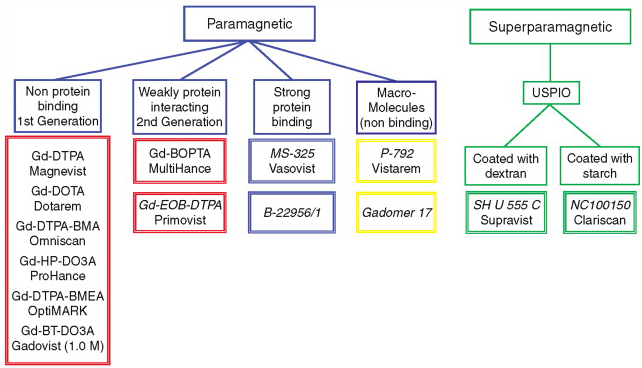 Paramagnetic
Superparamagnetic
Non protein
binding
1st Generation
Weakly protein
interacting
2nd Generation
Strong
protein
binding
Macro-
Molecules
(non binding)
USPIO
Gd-DTPA
Magnevist
Gd-DOTA
Dotarem
Gd-DTPA-BMA
Omniscan
Gd-HP-DO3A
ProHance
Gd-DTPA-BMEA
OptiMARK
Gd-BT-DO3A
Gadovist (1.0 M)
Gd-BOPTA
MultiHance
Gd-EOB-DTPA
Primovist
MS-325
Vasovist
B-22956/1
P-792
Vistarem
Gadomer 17
Coated with
dextran
Coated with
starch
SH U 555 C
Supravist
NC100150
Clariscan